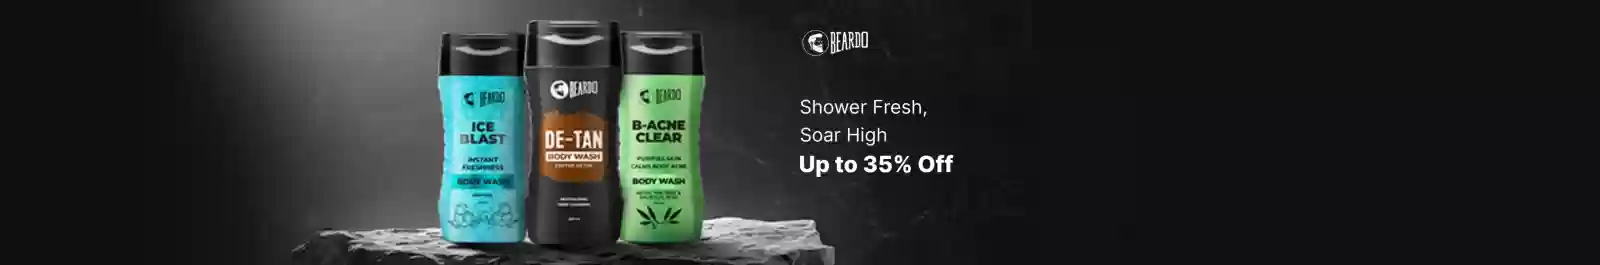 BEARDO
Shower Fresh,
Soar High
Up to 35% Off
BEARDO
ICE
BLAST
INSTANT
FRESHNESS
BODY WASH
BEARDO
DE-TAN
BODY WASH
BEARDO
B-ACNE
CLEAR
PURIFIES SKIN
CALMS BODY ACNE
BODY WASH